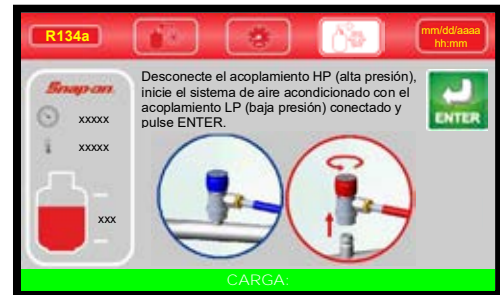 R134a
mm/dd/aaaa
hh:mm
Snap-on
xxxxx
xxxxx
xxx
Desconecte el acoplamiento HP (alta presión),
inicie el sistema de aire acondicionado con el
acoplamiento LP (baja presión) conectado y
pulse ENTER.
ENTER
CARGA: